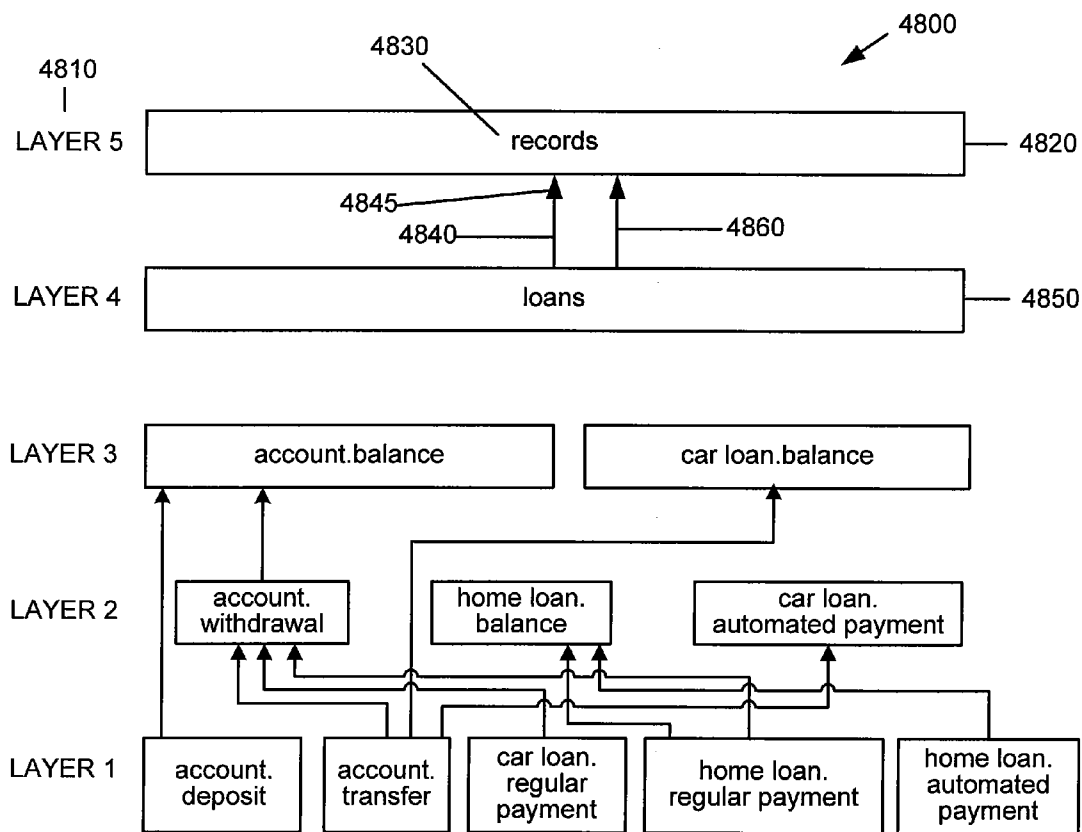 4800
4830
4810
LAYER 5
records
4820
4845
4840
4860
LAYER 4
loans
4850
LAYER 3
account.balance
car loan.balance
LAYER 2
account.
withdrawal
home loan.
balance
car loan.
automated payment
LAYER 1
account.
deposit
account.
transfer
car loan.
regular
payment
home loan.
regular payment
home loan.
automated
payment